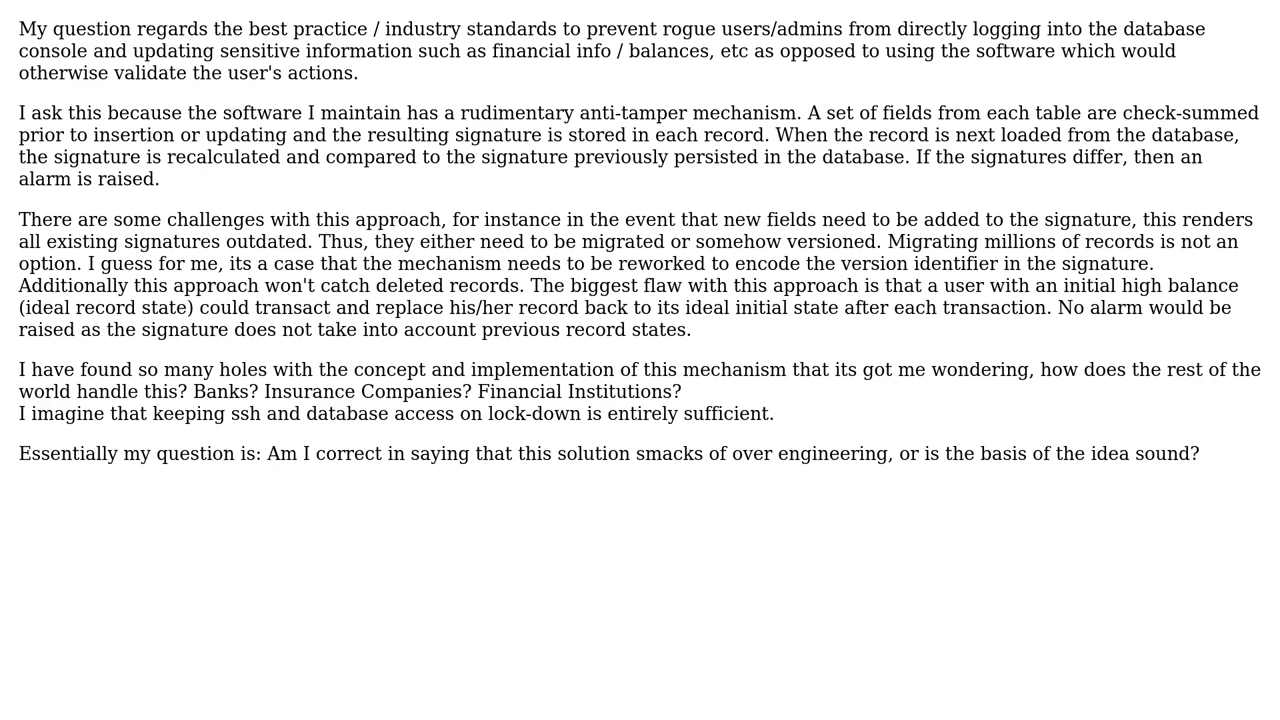 My question regards the best practice / industry standards to prevent rogue users/admins from directly logging into the database
console and updating sensitive information such as financial info / balances, etc as opposed to using the software which would
otherwise validate the user's actions.
I ask this because the software I maintain has a rudimentary anti-tamper mechanism. A set of fields from each table are check-summed
prior to insertion or updating and the resulting signature is stored in each record. When the record is next loaded from the database,
the signature is recalculated and compared to the signature previously persisted in the database. If the signatures differ, then an
alarm is raised.
There are some challenges with this approach, for instance in the event that new fields need to be added to the signature, this renders
all existing signatures outdated. Thus, they either need to be migrated or somehow versioned. Migrating millions of records is not an
option. I guess for me, its a case that the mechanism needs to be reworked to encode the version identifier in the signature.
Additionally this approach won't catch deleted records. The biggest flaw with this approach is that a user with an initial high balance
(ideal record state) could transact and replace his/her record back to its ideal initial state after each transaction. No alarm would be
raised as the signature does not take into account previous record states.
I have found so many holes with the concept and implementation of this mechanism that its got me wondering, how does the rest of the
world handle this? Banks? Insurance Companies? Financial Institutions?
I imagine that keeping ssh and database access on lock-down is entirely sufficient.
Essentially my question is: Am I correct in saying that this solution smacks of over engineering, or is the basis of the idea sound?